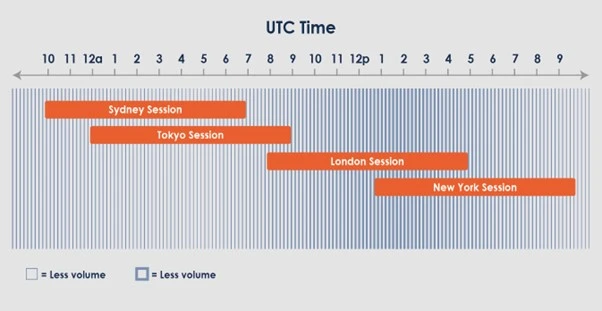 UTC Time
10 11 12a 1 2 3 4 5 6 7 8 9 10 11 12p 1 2 3 4 5 6 7 8 9
Sydney Session
Tokyo Session
London Session
New York Session
= Less volume = Less volume